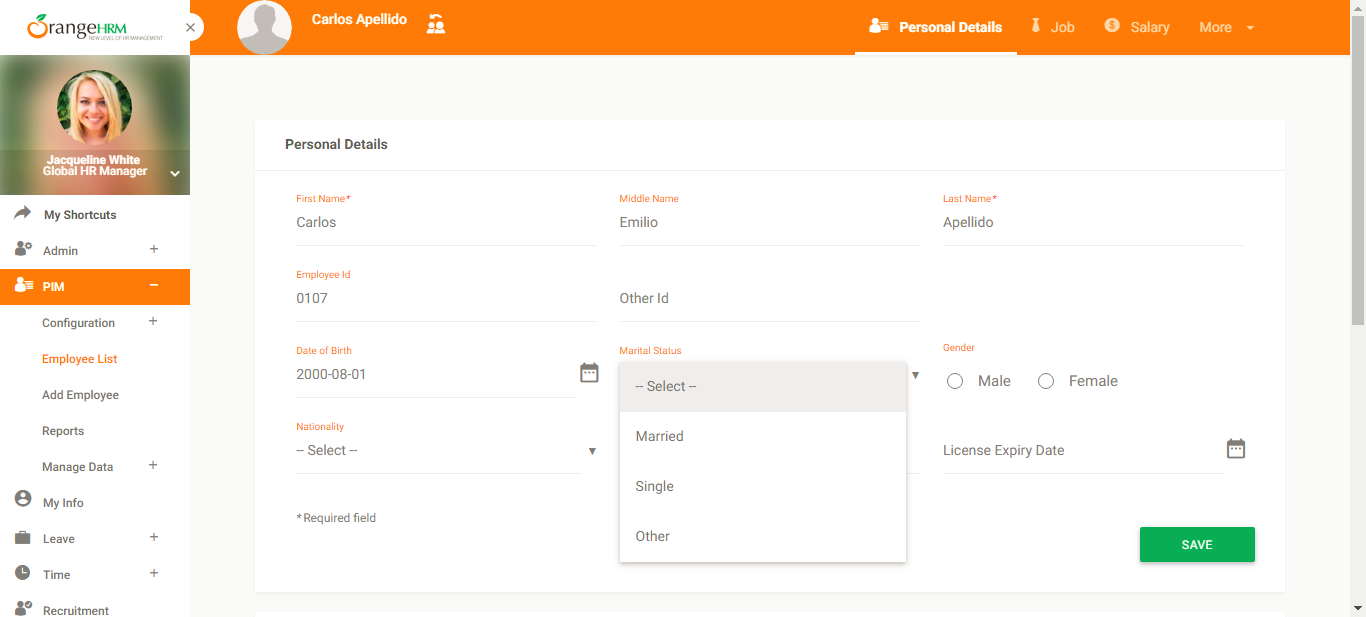 OrangeHRM
NEW LEVEL OF HR MANAGEMENT
Carlos Apellido
Personal Details
Job
Salary
More
Jacqueline White
Global HR Manager
My Shortcuts
Admin
PIM
Configuration
Employee List
Add Employee
Reports
Manage Data
My Info
Leave
Time
Recruitment
Personal Details
First Name*
Middle Name
Last Name*
Carlos
Emilio
Apellido
Employee Id
0107
Other Id
Date of Birth
Marital Status
Gender
2000-08-01
-- Select --
Male
Female
Married
Single
Other
Nationality
-- Select --
License Expiry Date
* Required field
SAVE